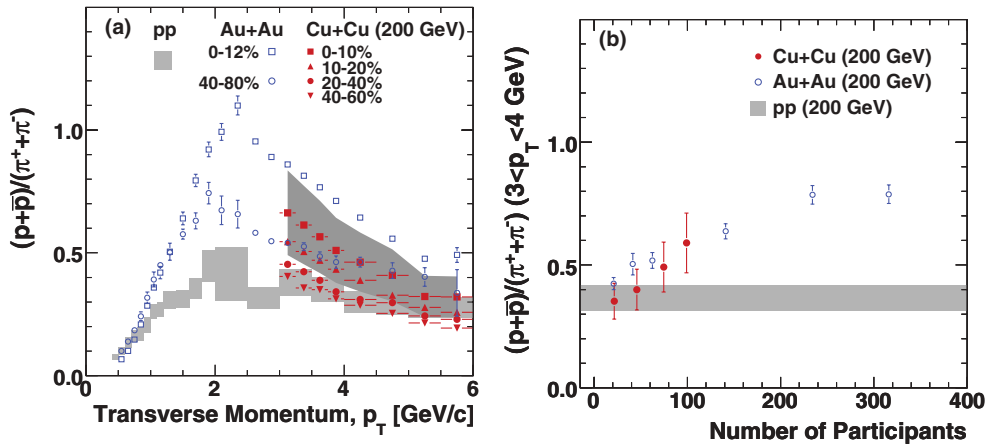 (a)
pp
Au+Au
Cu+Cu (200 GeV)
0-12%
0-10%
10-20%
40-80%
20-40%
40-60%
(p+p̅)/(π⁺+π⁻)
1.0
0.5
0.0
0
2
4
6
Transverse Momentum, p_T [GeV/c]
(b)
Cu+Cu (200 GeV)
Au+Au (200 GeV)
pp (200 GeV)
(p+p̅)/(π⁺+π⁻) (3<p_T<4 GeV)
1.0
0.5
0.0
0
100
200
300
400
Number of Participants